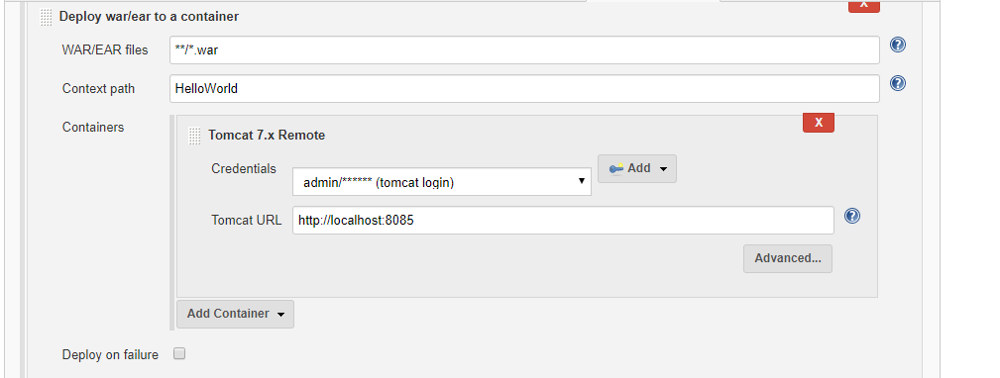 X
Deploy war/ear to a container
WAR/EAR files
**/*.war
?
Context path
HelloWorld
?
Containers
X
Tomcat 7.x Remote
Credentials
admin/****** (tomcat login)
Add
Tomcat URL
http://localhost:8085
?
Advanced...
Add Container
Deploy on failure